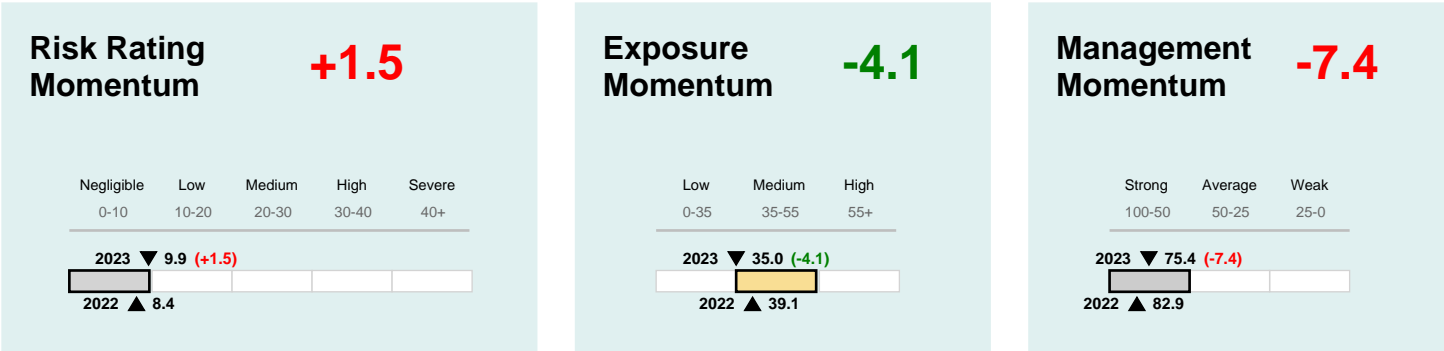 Risk Rating
Momentum
+1.5
Negligible Low Medium High Severe
0-10 10-20 20-30 30-40 40+
2023 ▼ 9.9 (+1.5)
2022 ▲ 8.4
Exposure
Momentum
-4.1
Low Medium High
0-35 35-55 55+
2023 ▼ 35.0 (-4.1)
2022 ▲ 39.1
Management
Momentum
-7.4
Strong Average Weak
100-50 50-25 25-0
2023 ▼ 75.4 (-7.4)
2022 ▲ 82.9